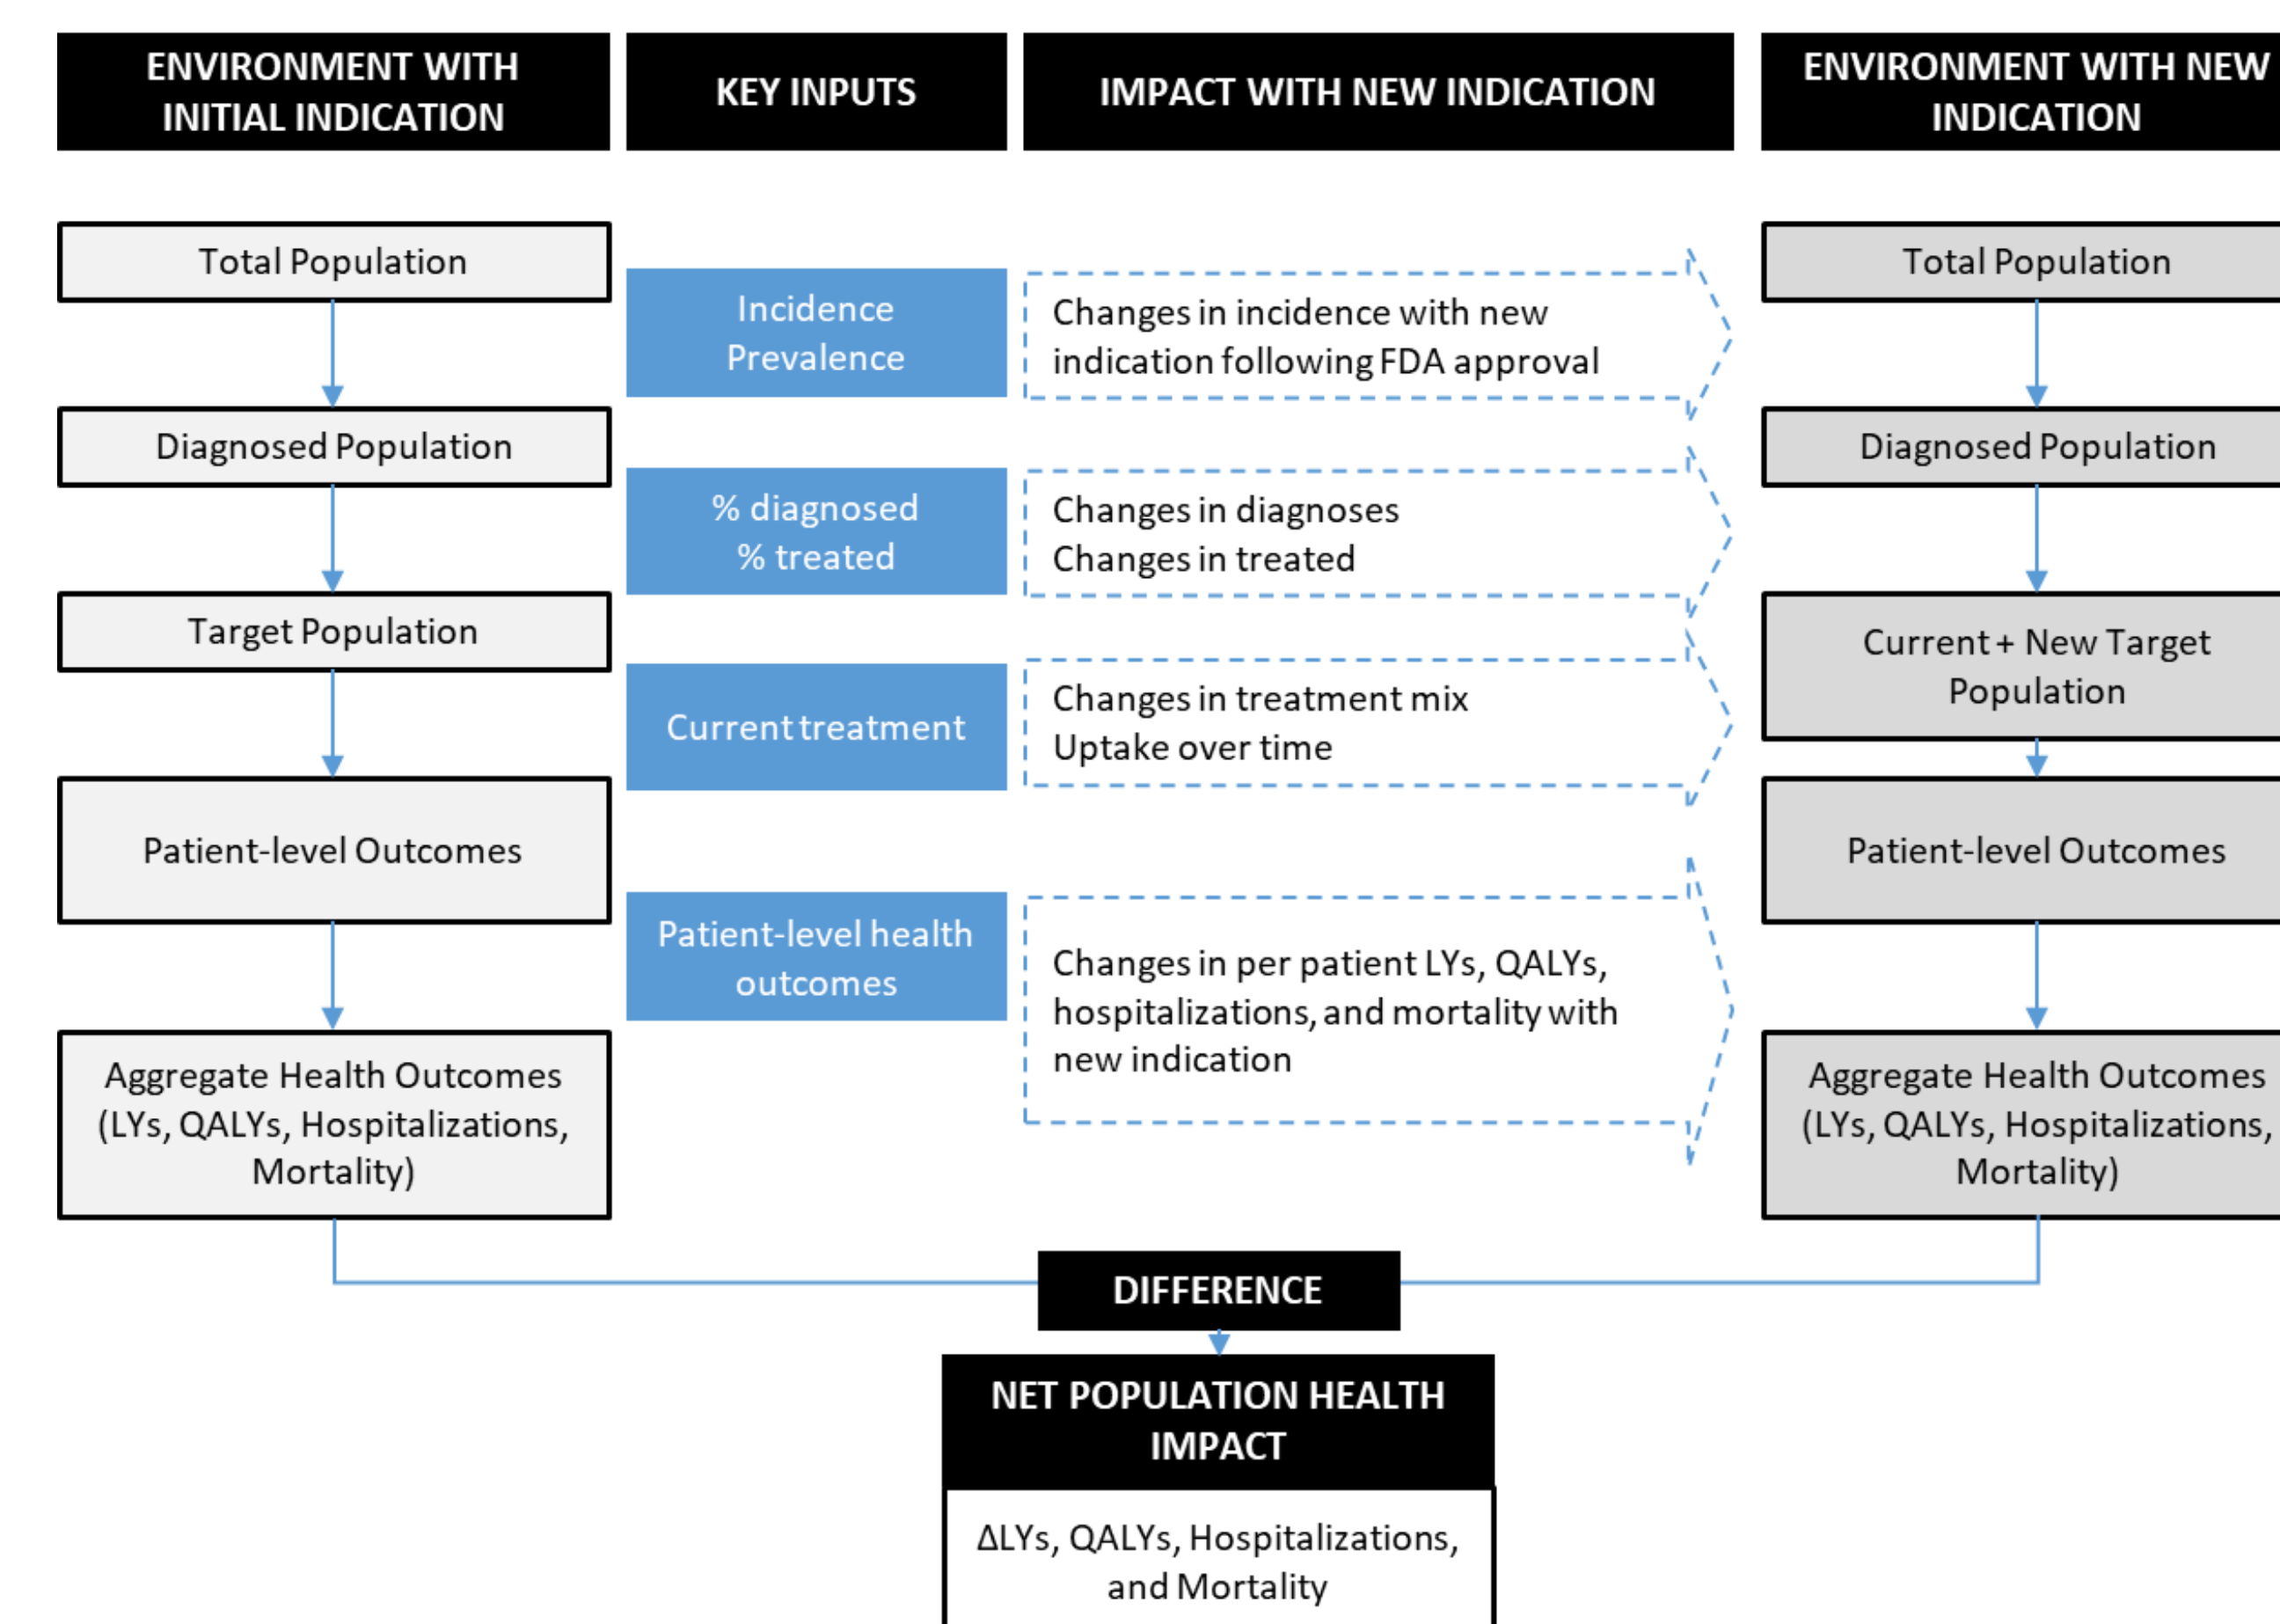 ENVIRONMENT WITH
INITIAL INDICATION
KEY INPUTS
IMPACT WITH NEW INDICATION
ENVIRONMENT WITH NEW
INDICATION
Total Population
Diagnosed Population
Target Population
Patient-level Outcomes
Aggregate Health Outcomes
(LYs, QALYs, Hospitalizations,
Mortality)
Incidence
Prevalence
% diagnosed
% treated
Current treatment
Patient-level health
outcomes
Changes in incidence with new
indication following FDA approval
Changes in diagnoses
Changes in treated
Changes in treatment mix
Uptake over time
Changes in per patient LYs, QALYs,
hospitalizations, and mortality with
new indication
Total Population
Diagnosed Population
Current + New Target
Population
Patient-level Outcomes
Aggregate Health Outcomes
(LYs, QALYs, Hospitalizations,
Mortality)
DIFFERENCE
NET POPULATION HEALTH
IMPACT
ΔLYs, QALYs, Hospitalizations,
and Mortality